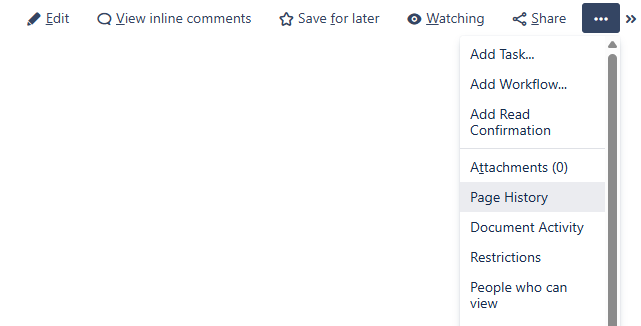 Edit View inline comments Save for later Watching Share ••• »
Add Task...
Add Workflow...
Add Read
Confirmation
Attachments (0)
Page History
Document Activity
Restrictions
People who can
view